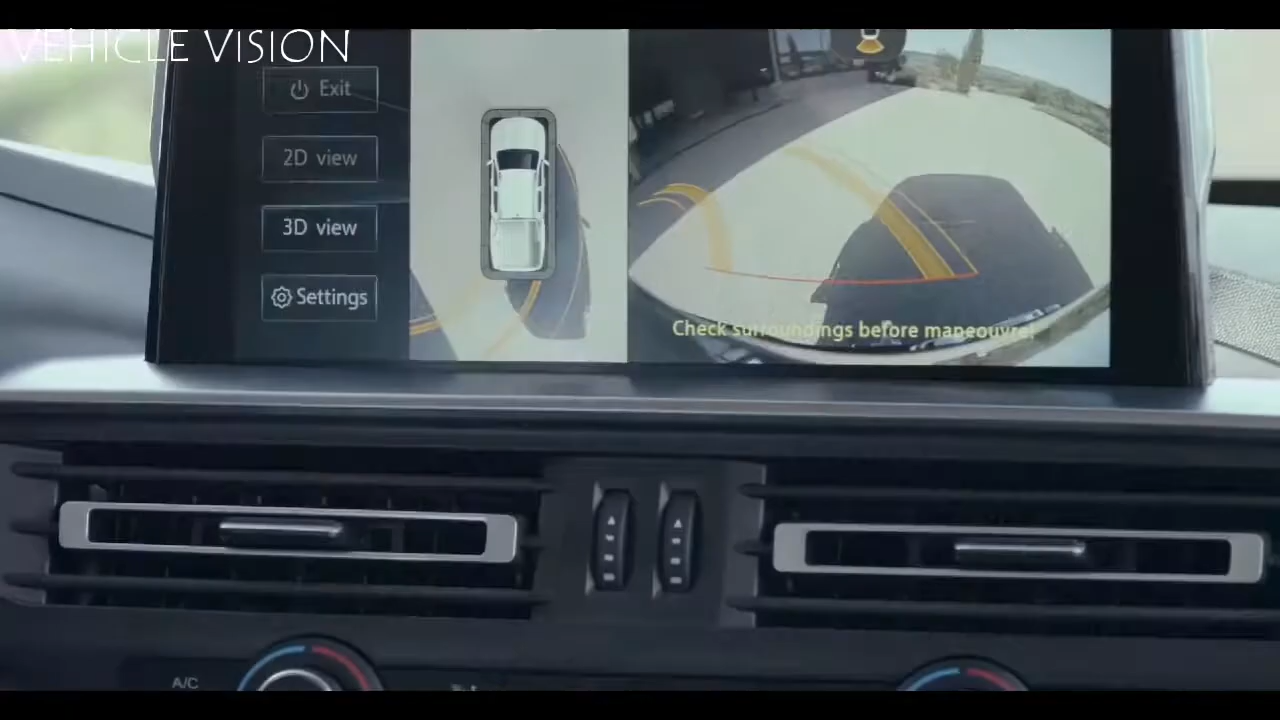 VEHICLE VISION
Exit
2D view
3D view
Settings
Check surroundings before manoeuvre!
A/C